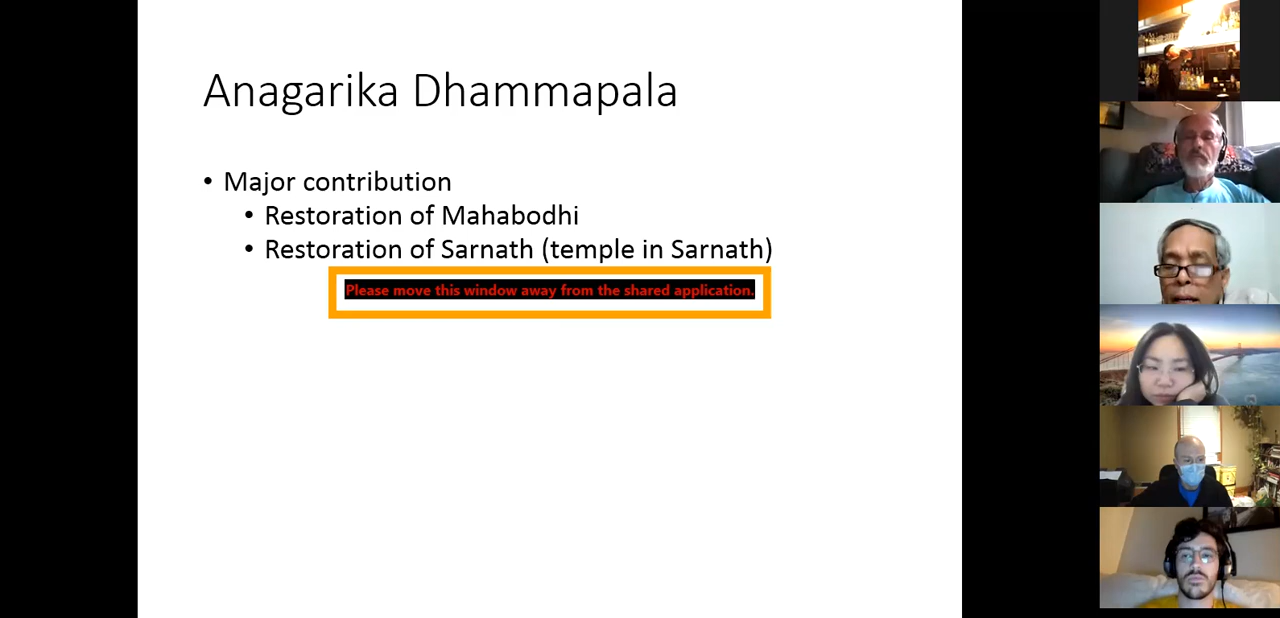 Anagarika Dhammapala
• Major contribution
• Restoration of Mahabodhi
• Restoration of Sarnath (temple in Sarnath)
Please move this window away from the shared application.